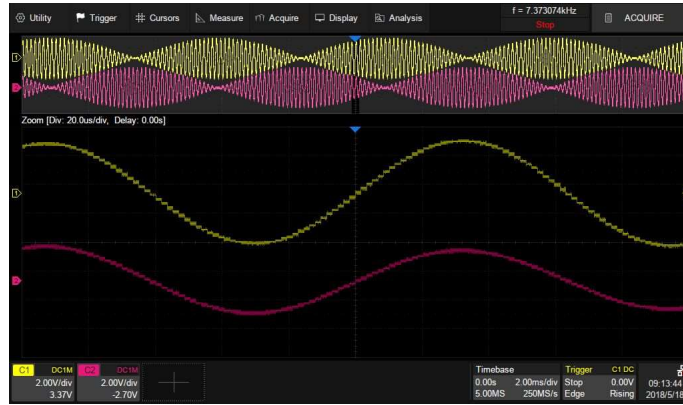 Utility Trigger Cursors Measure Acquire Display Analysis f = 7.373074kHz Stop ACQUIRE
Zoom [Div: 20.0us/div, Delay: 0.00s]
C1 DC1M C2 DC1M Timebase Trigger C1 DC
2.00V/div 2.00V/div 0.00s 2.00ms/div Stop 0.00V 09:13:44
3.37V -2.70V 5.00MS 250MS/s Edge Rising 2018/5/18